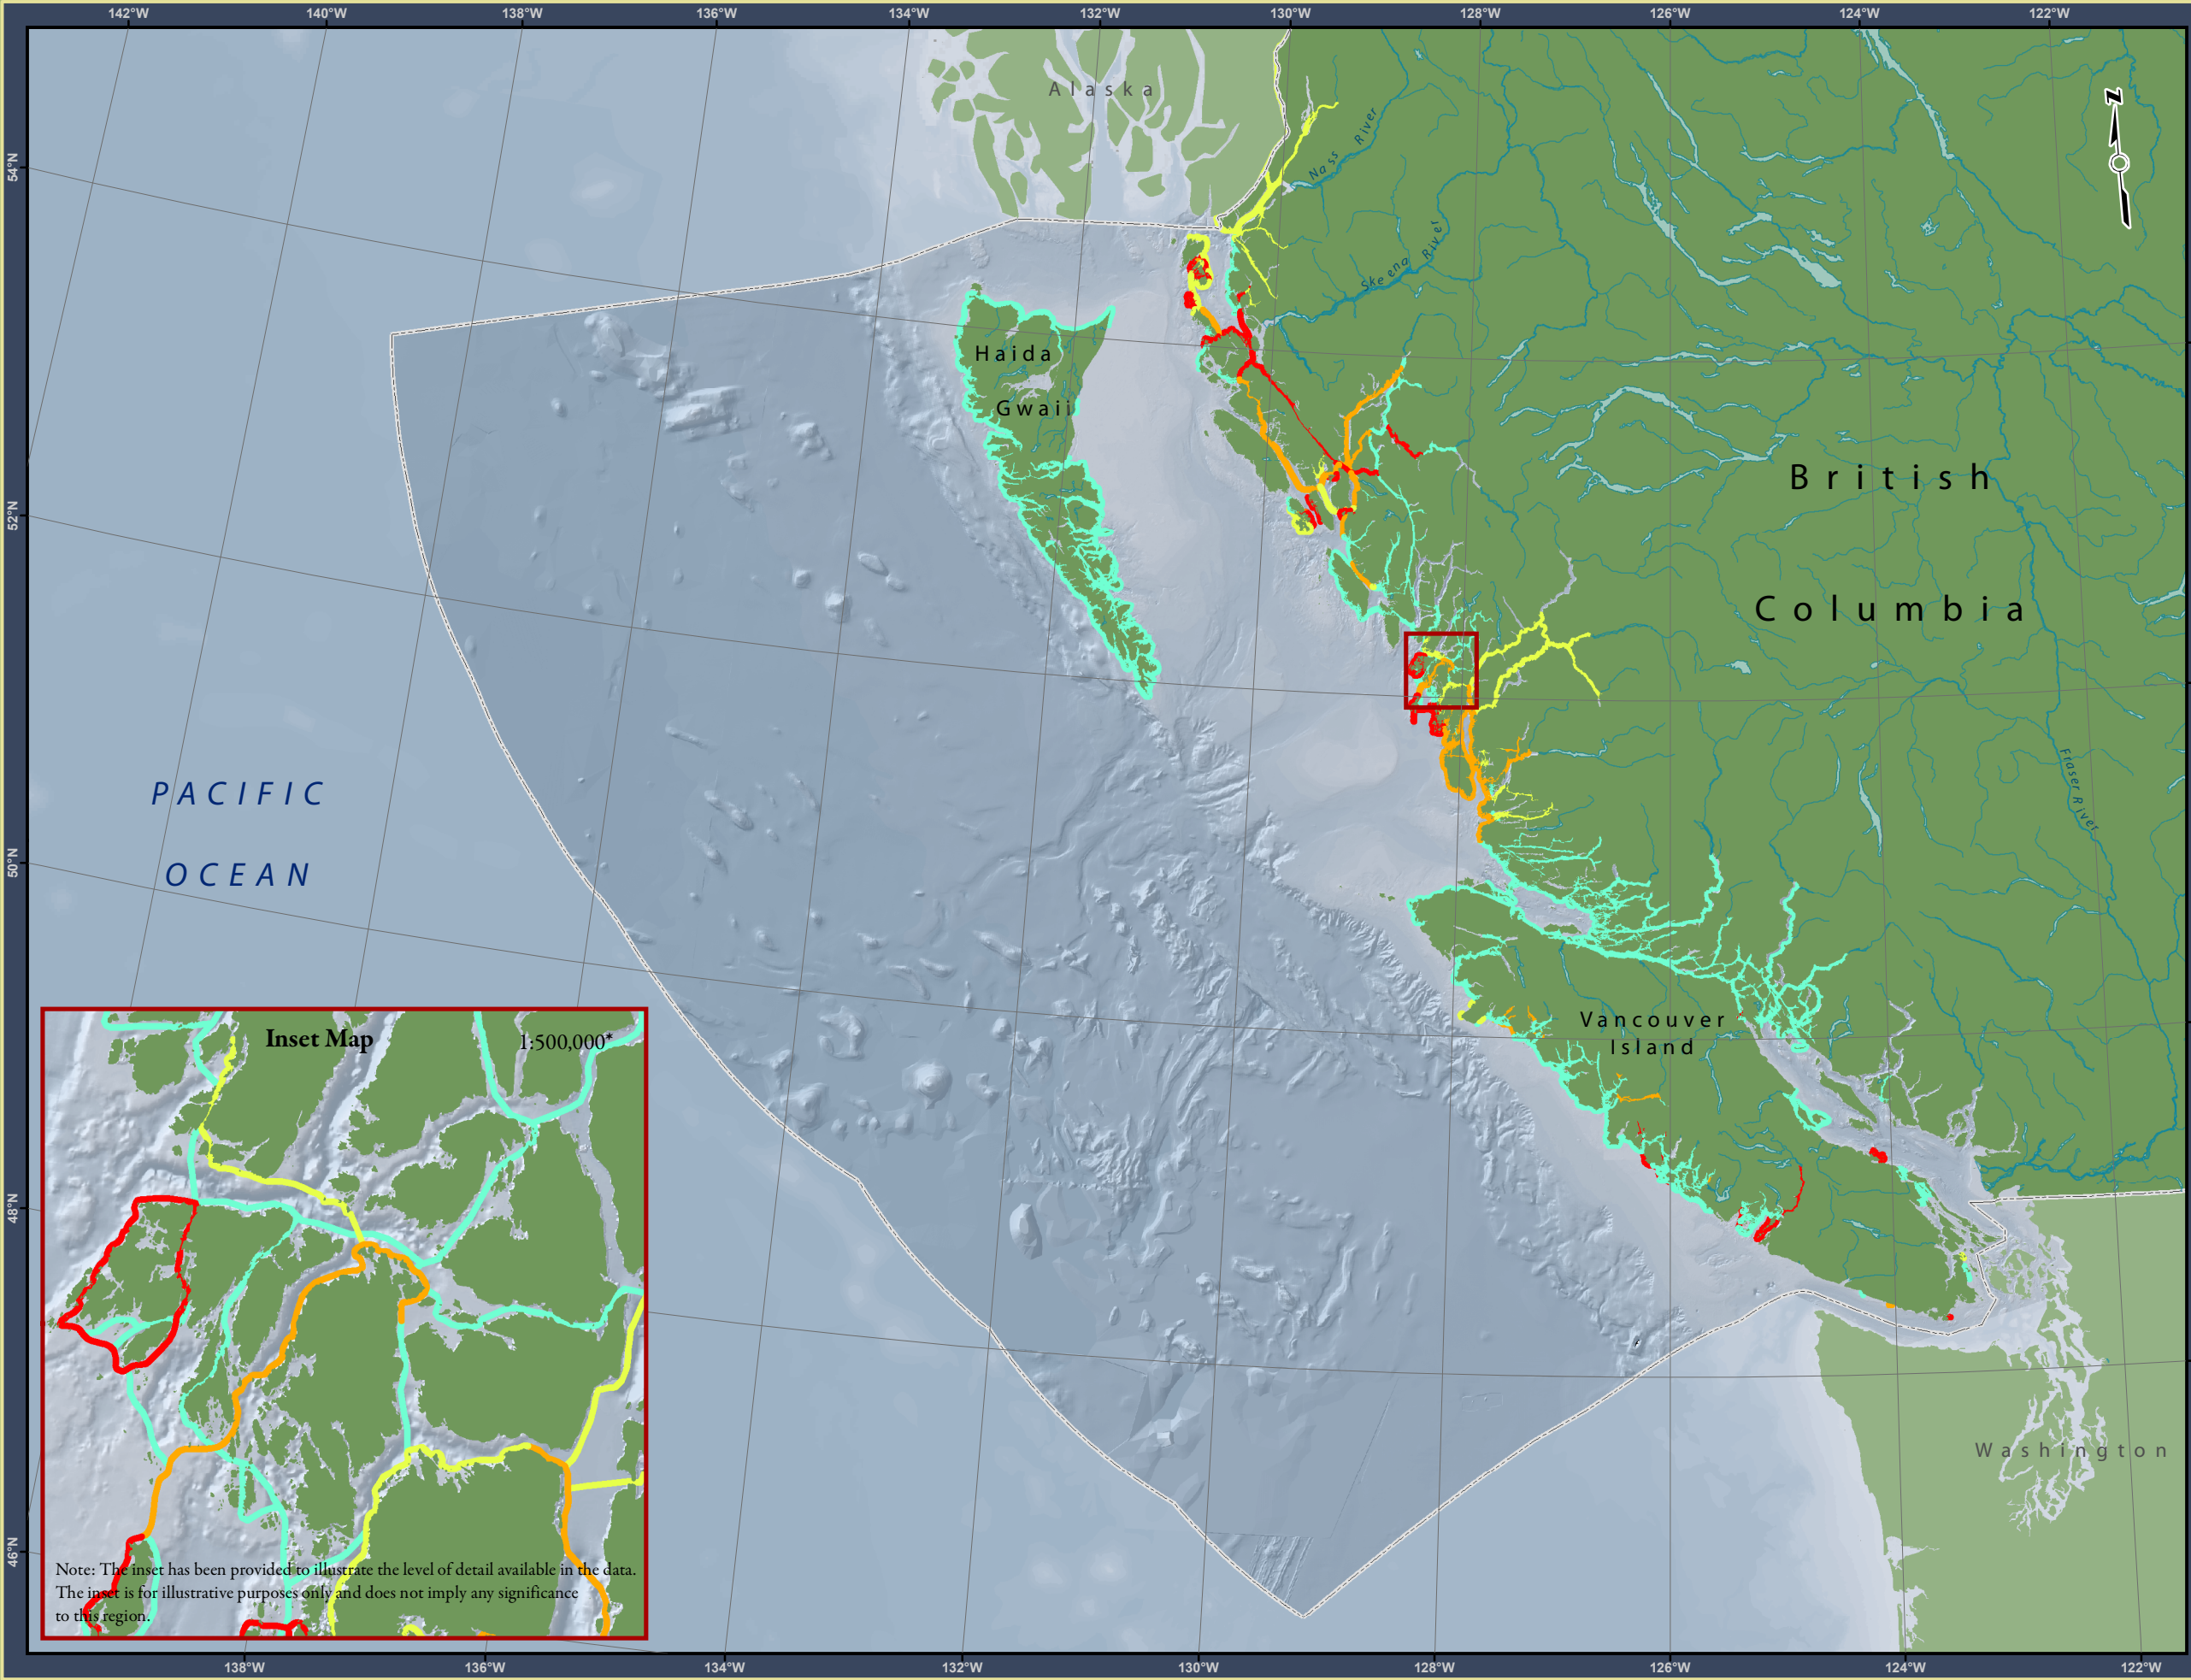 142°W 140°W 138°W 136°W 134°W 132°W 130°W 128°W 126°W 124°W 122°W
Alaska
N
Nass River
54°N
Skeena River
Haida
Gwaii
British
52°N
Columbia
Fraser River
PACIFIC
50°N
OCEAN
Vancouver
Island
Inset Map
1:500,000*
48°N
Washington
46°N
Note: The inset has been provided to illustrate the level of detail available in the data.
The inset is for illustrative purposes only and does not imply any significance
to this region.
138°W 136°W 134°W 132°W 130°W 128°W 126°W 124°W 122°W